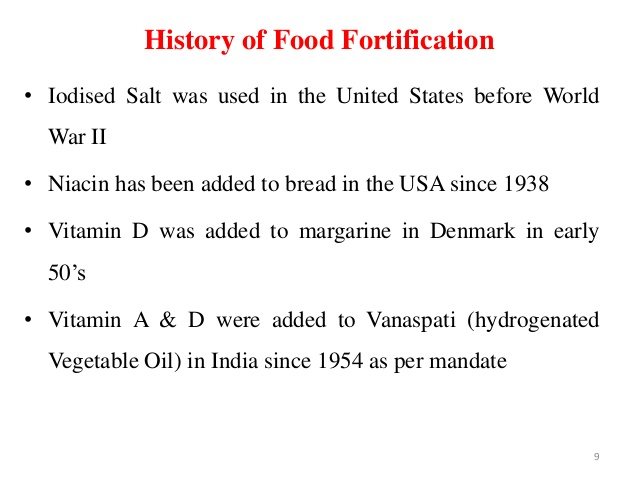 History of Food Fortification
• Iodised Salt was used in the United States before World
War II
• Niacin has been added to bread in the USA since 1938
• Vitamin D was added to margarine in Denmark in early
50’s
• Vitamin A & D were added to Vanaspati (hydrogenated
Vegetable Oil) in India since 1954 as per mandate
9